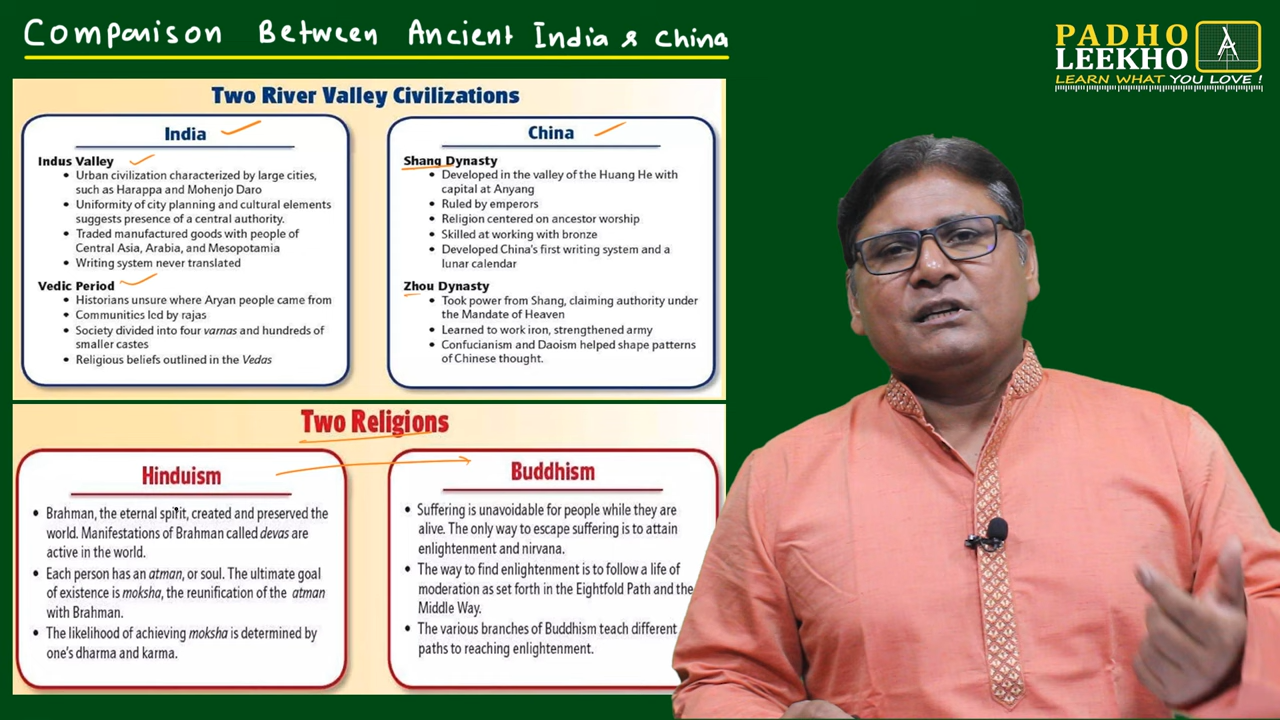 Comparison Between Ancient India & China
PADHO
LEEKHO
LEARN WHAT YOU LOVE !
Two River Valley Civilizations
India
Indus Valley
• Urban civilization characterized by large cities,
such as Harappa and Mohenjo Daro
• Uniformity of city planning and cultural elements
suggests presence of a central authority.
• Traded manufactured goods with people of
Central Asia, Arabia, and Mesopotamia
• Writing system never translated
Vedic Period
• Historians unsure where Aryan people came from
• Communities led by rajas
• Society divided into four varnas and hundreds of
smaller castes
• Religious beliefs outlined in the Vedas
China
Shang Dynasty
• Developed in the valley of the Huang He with
capital at Anyang
• Ruled by emperors
• Religion centered on ancestor worship
• Skilled at working with bronze
• Developed China's first writing system and a
lunar calendar
Zhou Dynasty
• Took power from Shang, claiming authority under
the Mandate of Heaven
• Learned to work iron, strengthened army
• Confucianism and Daoism helped shape patterns
of Chinese thought.
Two Religions
Hinduism
• Brahman, the eternal spirit, created and preserved the
world. Manifestations of Brahman called devas are
active in the world.
• Each person has an atman, or soul. The ultimate goal
of existence is moksha, the reunification of the atman
with Brahman.
• The likelihood of achieving moksha is determined by
one's dharma and karma.
Buddhism
• Suffering is unavoidable for people while they are
alive. The only way to escape suffering is to attain
enlightenment and nirvana.
• The way to find enlightenment is to follow a life of
moderation as set forth in the Eightfold Path and the
Middle Way.
• The various branches of Buddhism teach different
paths to reaching enlightenment.